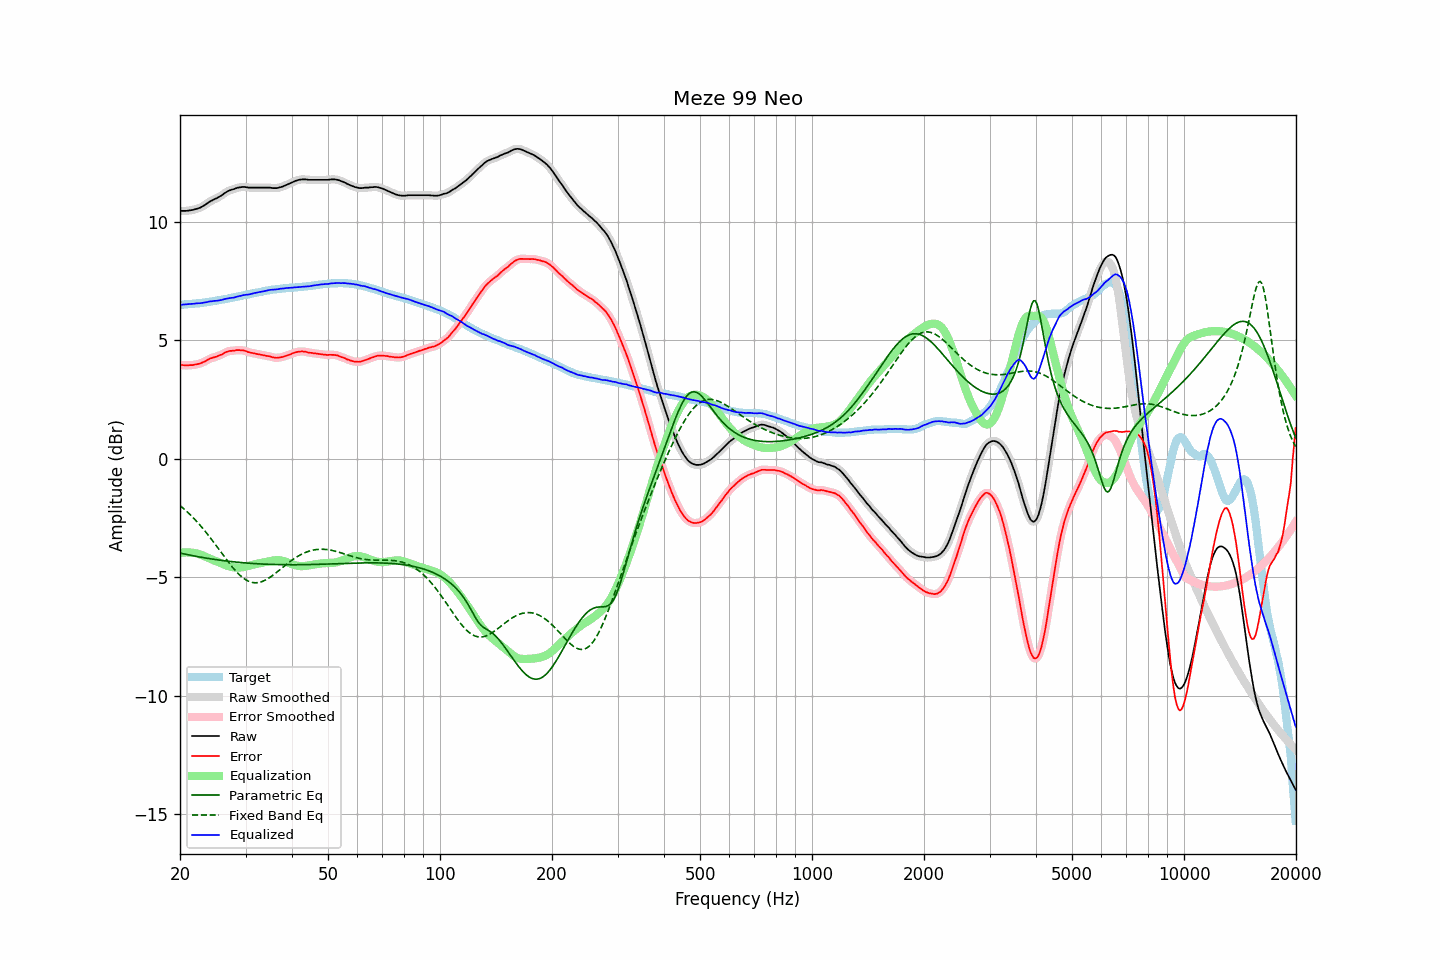 Meze 99 Neo
Amplitude (dBr)
10
5
0
−5
−10
−15
Target
Raw Smoothed
Error Smoothed
Raw
Error
Equalization
Parametric Eq
Fixed Band Eq
Equalized
20 50 100 200 500 1000 2000 5000 10000 20000
Frequency (Hz)